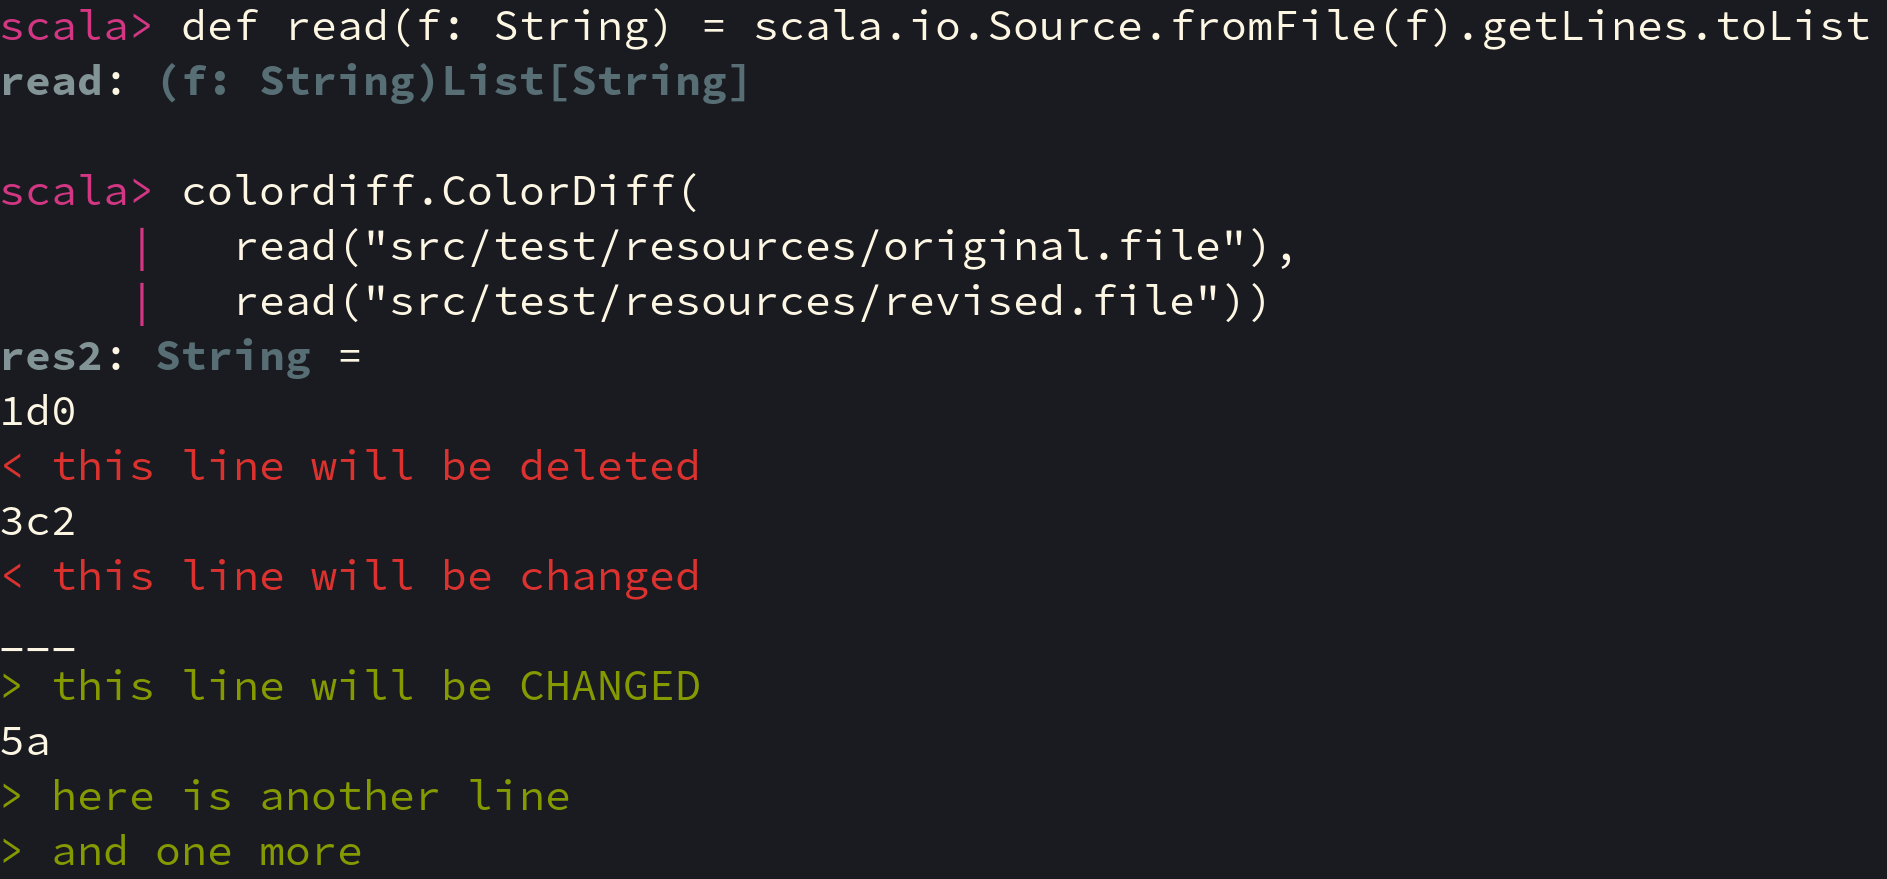 scala> def read(f: String) = scala.io.Source.fromFile(f).getLines.toList
read: (f: String)List[String]

scala> colordiff.ColorDiff(
     |   read("src/test/resources/original.file"),
     |   read("src/test/resources/revised.file"))
res2: String =
1d0
< this line will be deleted
3c2
< this line will be changed
---
> this line will be CHANGED
5a
> here is another line
> and one more